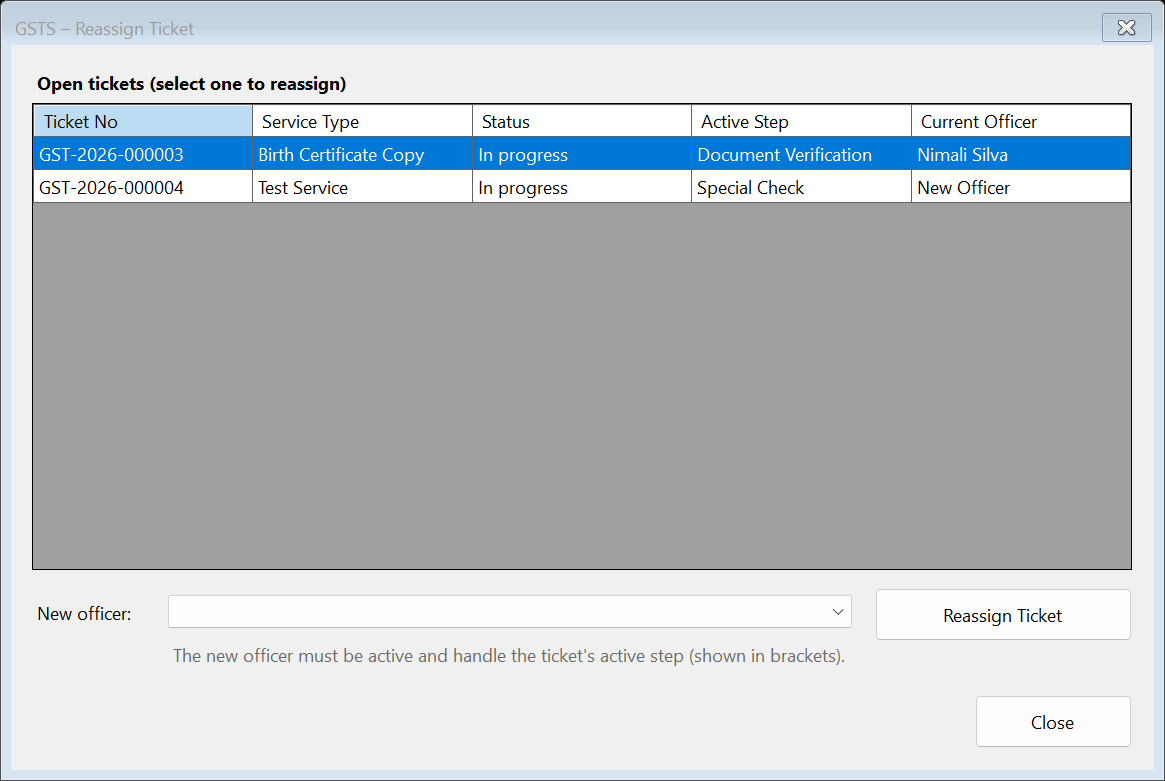 GSTS – Reassign Ticket
Open tickets (select one to reassign)
Ticket No Service Type Status Active Step Current Officer
GST-2026-000003 Birth Certificate Copy In progress Document Verification Nimali Silva
GST-2026-000004 Test Service In progress Special Check New Officer
New officer: Reassign Ticket
The new officer must be active and handle the ticket's active step (shown in brackets).
Close